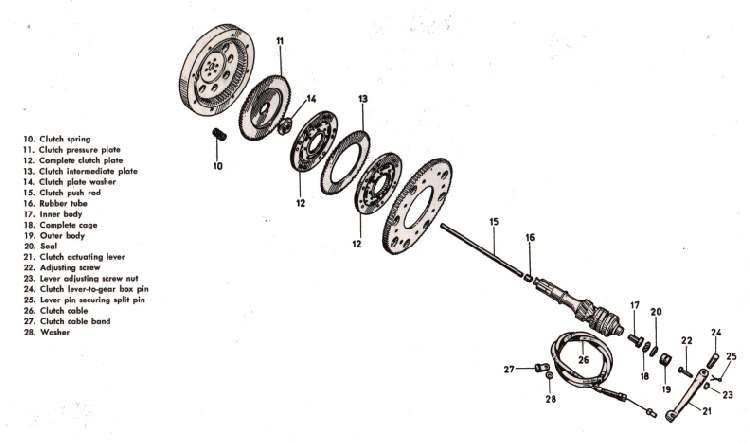 10. Clutch spring
11. Clutch pressure plate
12. Complete clutch plate
13. Clutch intermediate plate
14. Clutch plate washer
15. Clutch push rod
16. Rubber tube
17. Inner body
18. Complete cage
19. Outer body
20. Seal
21. Clutch actuating lever
22. Adjusting screw
23. Lever adjusting screw nut
24. Clutch lever-to-gear box pin
25. Lever pin securing split pin
26. Clutch cable
27. Clutch cable band
28. Washer
11
14
13
10
12
12
15
16
17
20
24
22
25
26
27
18
19
28
23
21